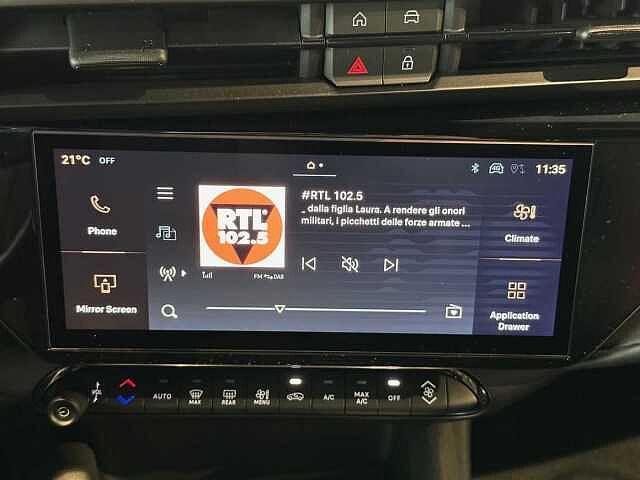 21°C OFF
11:35
Phone
Mirror Screen
RTL
102.5
FM DAB
#RTL 102.5
_ dalla figlia Laura. A rendere gli onori
militari, i picchetti delle forze armate ...
Climate
Application
Drawer
AUTO
MAX
REAR
MENU
A/C
MAX
A/C
OFF